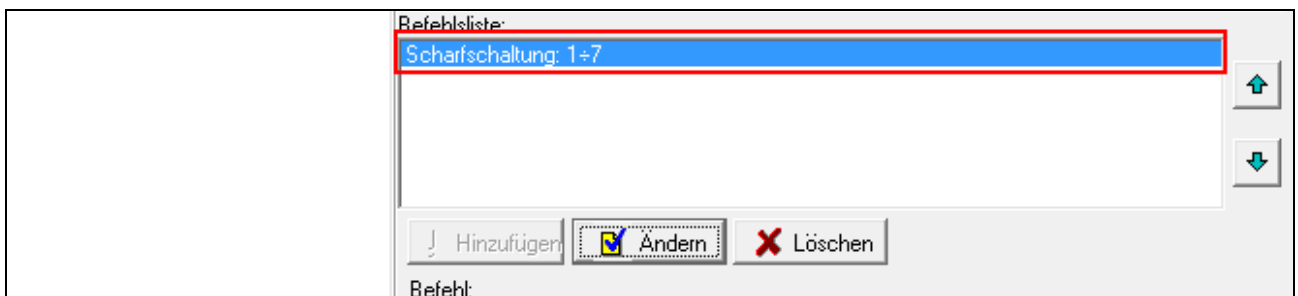 Befehlsliste:
Scharfschaltung: 1÷7
Hinzufügen Ändern Löschen
Befehl: